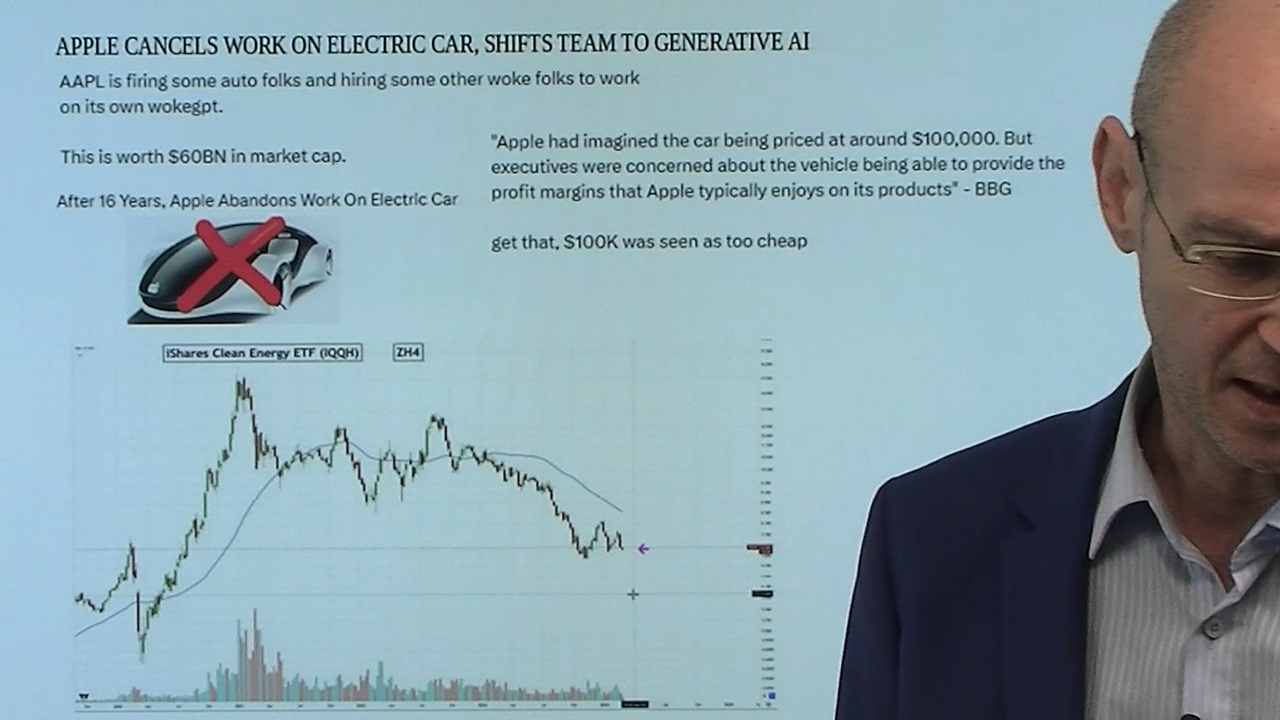 APPLE CANCELS WORK ON ELECTRIC CAR, SHIFTS TEAM TO GENERATIVE AI
AAPL is firing some auto folks and hiring some other woke folks to work
on its own wokegpt.
This is worth $60BN in market cap.
After 16 Years, Apple Abandons Work On Electric Car
"Apple had imagined the car being priced at around $100,000. But
executives were concerned about the vehicle being able to provide the
profit margins that Apple typically enjoys on its products" - BBG
get that, $100K was seen as too cheap
iShares Clean Energy ETF (IQQH)
ZH4